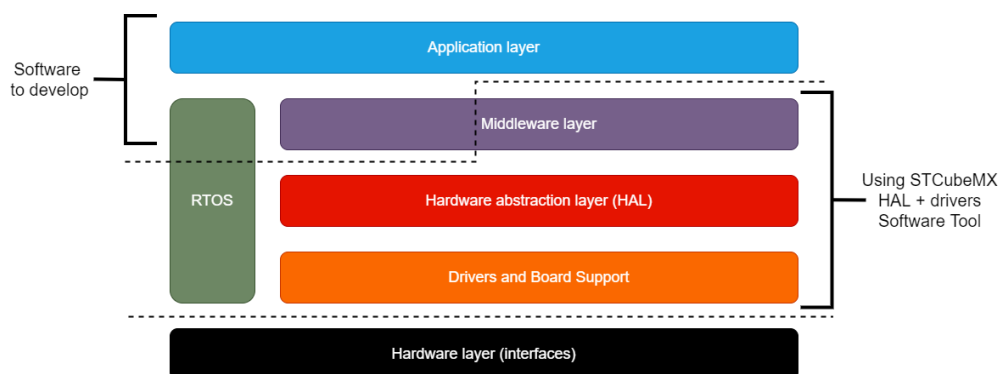 Application layer
Software
to develop
Middleware layer
RTOS
Hardware abstraction layer (HAL)
Using STCubeMX
HAL + drivers
Software Tool
Drivers and Board Support
Hardware layer (interfaces)